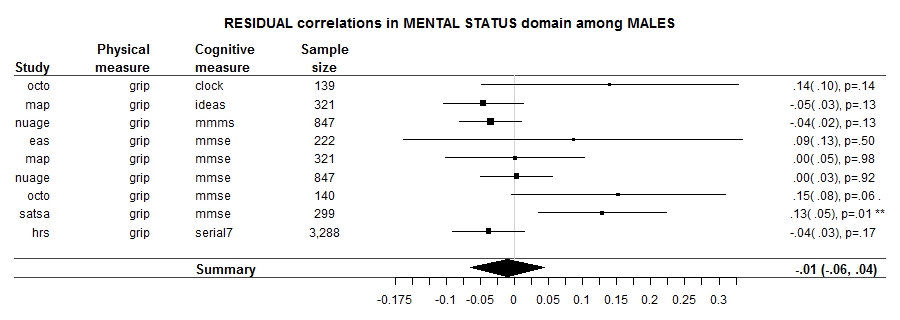 RESIDUAL correlations in MENTAL STATUS domain among MALES
Physical Cognitive Sample
Study measure measure size
octo grip clock 139 .14( .10), p=.14
map grip ideas 321 -.05( .03), p=.13
nuage grip mmms 847 -.04( .02), p=.13
eas grip mmse 222 .09( .13), p=.50
map grip mmse 321 .00( .05), p=.98
nuage grip mmse 847 .00( .03), p=.92
octo grip mmse 140 .15( .08), p=.06 .
satsa grip mmse 299 .13( .05), p=.01 **
hrs grip serial7 3,288 -.04( .03), p=.17
Summary -.01 (-.06, .04)
-0.175 -0.1 -0.05 0 0.05 0.1 0.15 0.2 0.25 0.3